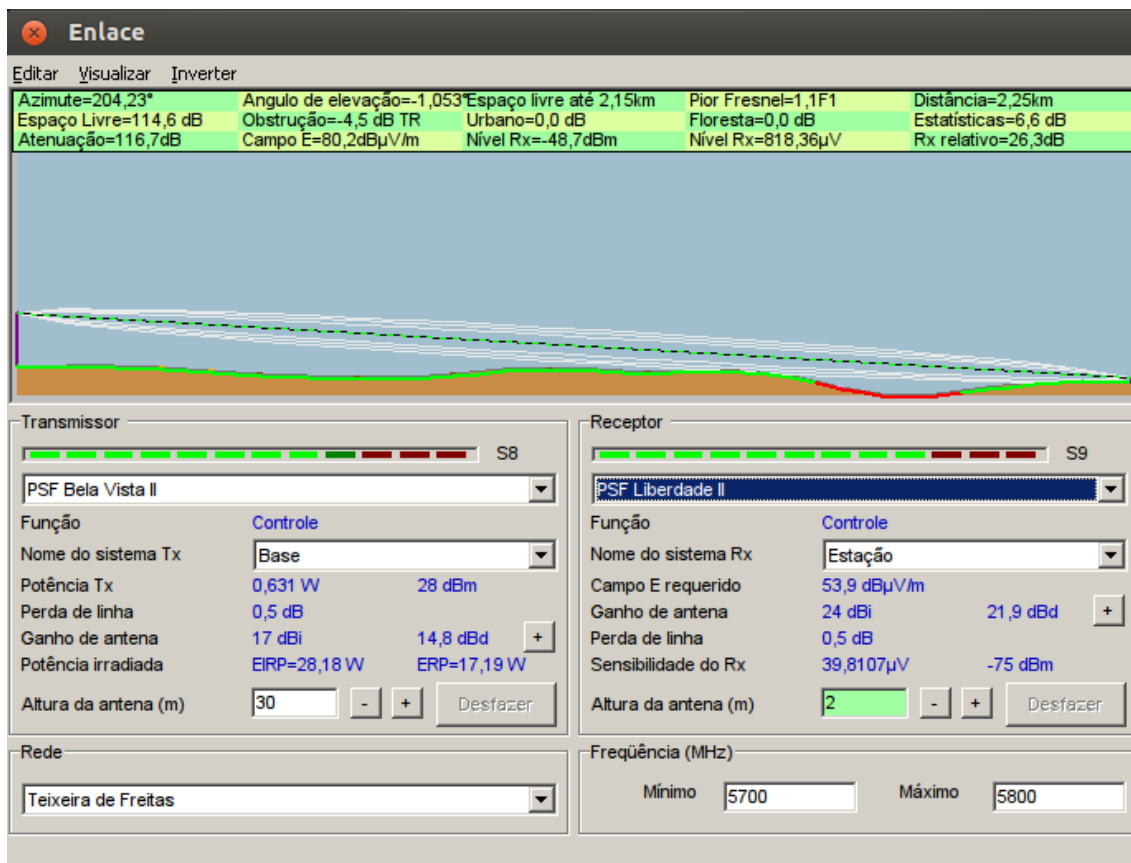 Enlace
Editar Visualizar Inverter
Azimute=204,23° Angulo de elevação=-1,053° Espaço livre até 2,15km Pior Fresnel=1,1F1 Distância=2,25km
Espaço Livre=114,6 dB Obstrução=-4,5 dB TR Urbano=0,0 dB Floresta=0,0 dB Estatísticas=6,6 dB
Atenuação=116,7dB Campo E=80,2dBµV/m Nível Rx=-48,7dBm Nível Rx=818,36µV Rx relativo=26,3dB
Transmissor
S8
PSF Bela Vista II
Função Controle
Nome do sistema Tx Base
Potência Tx 0,631 W 28 dBm
Perda de linha 0,5 dB
Ganho de antena 17 dBi 14,8 dBd +
Potência irradiada EIRP=28,18 W ERP=17,19 W
Altura da antena (m) 30 - + Desfazer
Receptor
S9
PSF Liberdade II
Função Controle
Nome do sistema Rx Estação
Campo E requerido 53,9 dBµV/m
Ganho de antena 24 dBi 21,9 dBd +
Perda de linha 0,5 dB
Sensibilidade do Rx 39,8107µV -75 dBm
Altura da antena (m) 2 - + Desfazer
Rede
Teixeira de Freitas
Freqüência (MHz)
Mínimo 5700 Máximo 5800